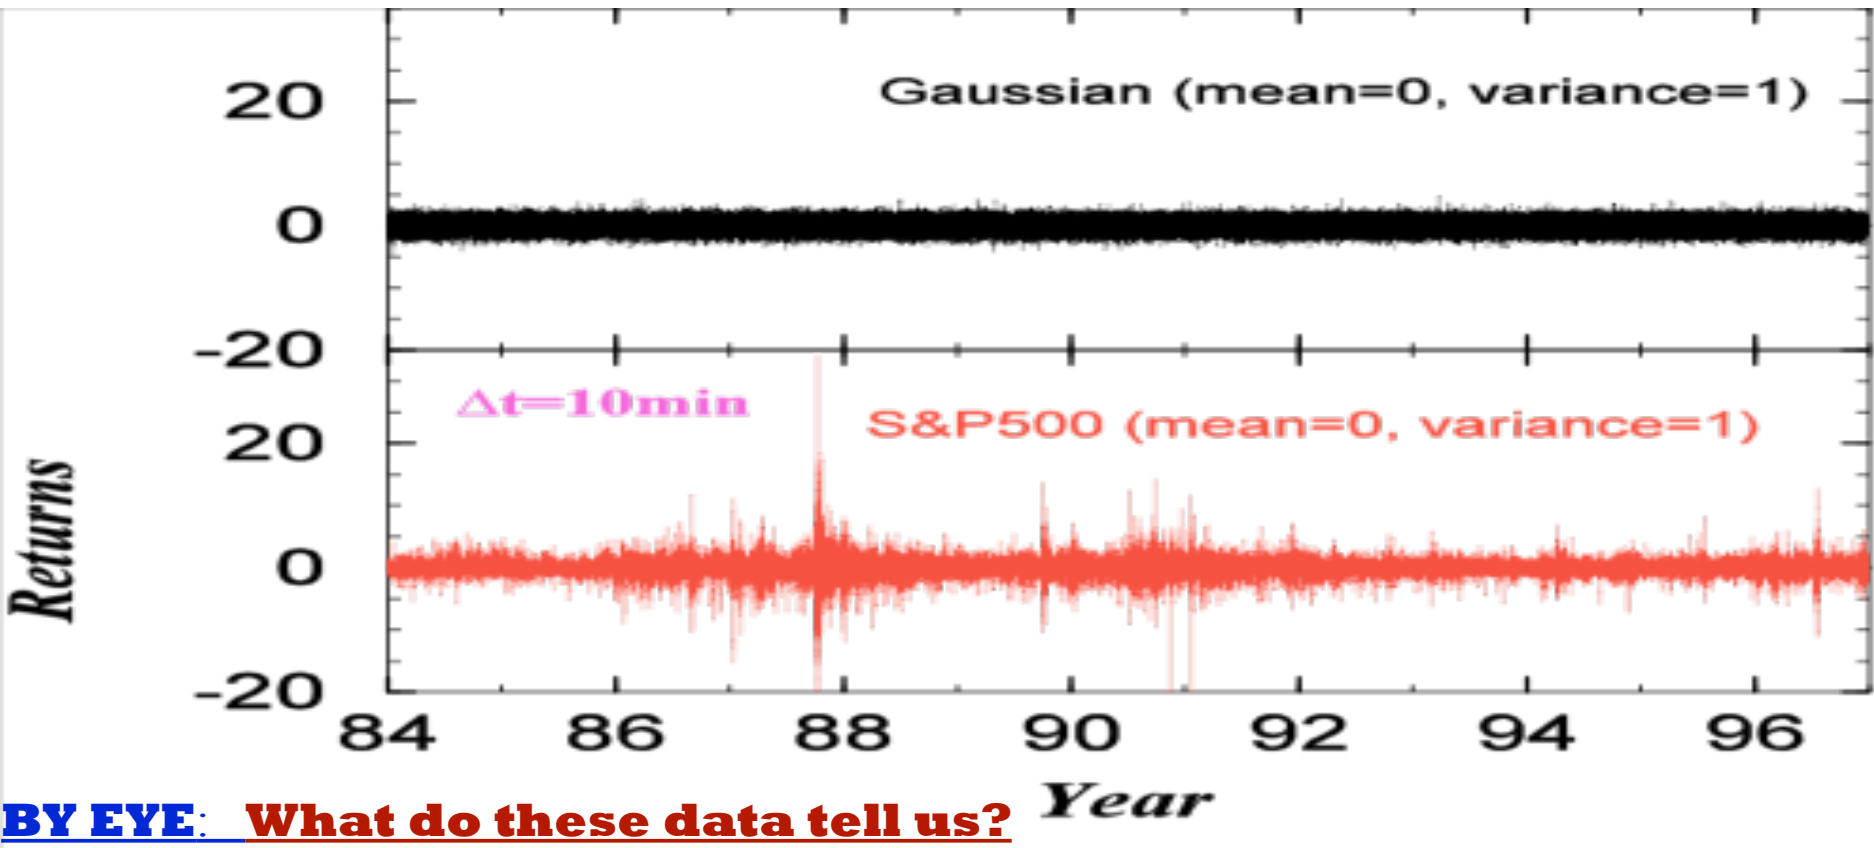 20
Gaussian (mean=0, variance=1)
0
-20
Δt=10min
S&P500 (mean=0, variance=1)
20
Returns
0
-20
84 86 88 90 92 94 96
Year
BY EYE: What do these data tell us?